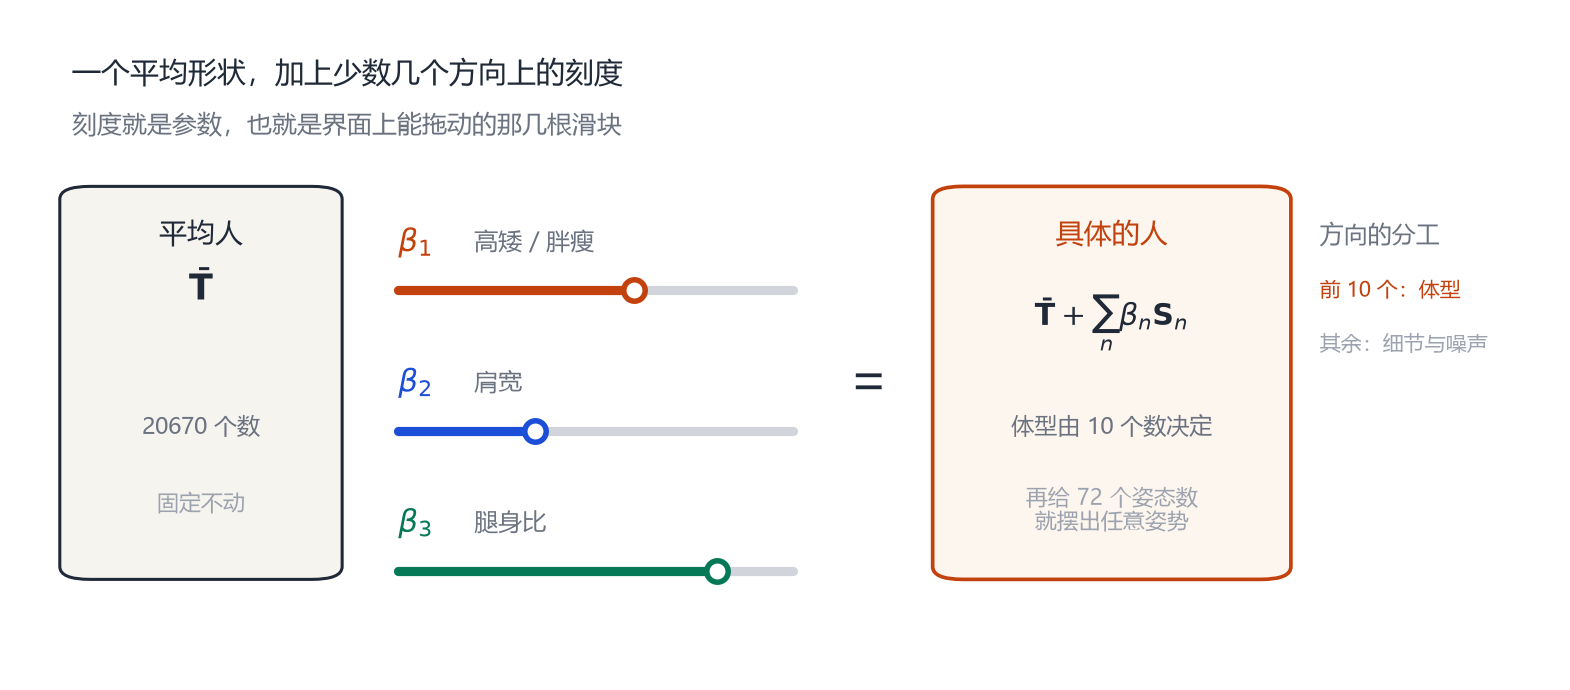 一个平均形状，加上少数几个方向上的刻度
刻度就是参数，也就是界面上能拖动的那几根滑块
平均人
T̄
20670 个数
固定不动
β₁ 高矮 / 胖瘦
β₂ 肩宽
β₃ 腿身比
=
具体的人
T̄ + ∑ₙ βₙSₙ
体型由 10 个数决定
再给 72 个姿态数
就摆出任意姿势
方向的分工
前 10 个：体型
其余：细节与噪声